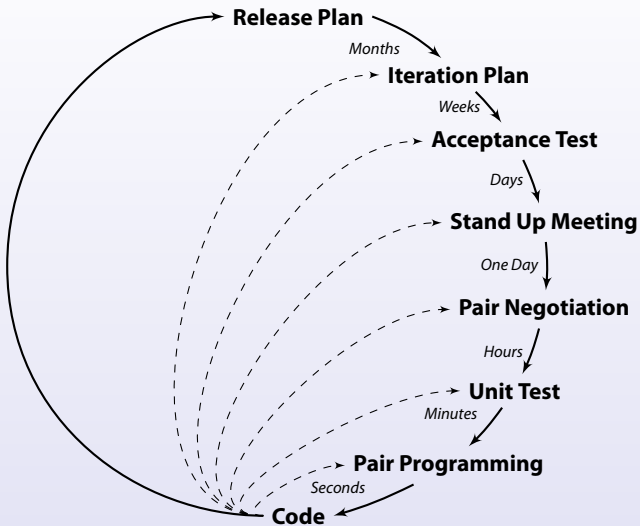 Release Plan
Months
Iteration Plan
Weeks
Acceptance Test
Days
Stand Up Meeting
One Day
Pair Negotiation
Hours
Unit Test
Minutes
Pair Programming
Seconds
Code